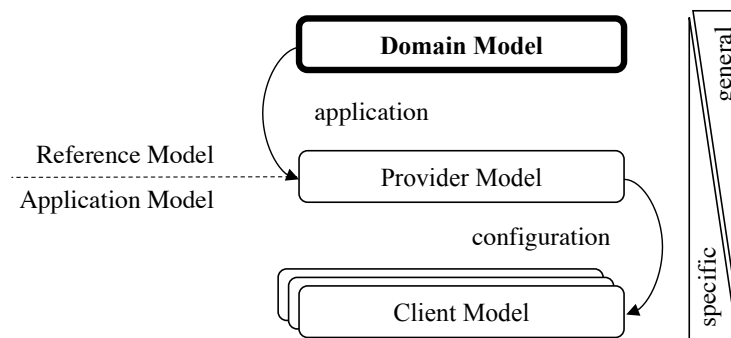 Domain Model
general
application
Reference Model
Provider Model
Application Model
configuration
specific
Client Model